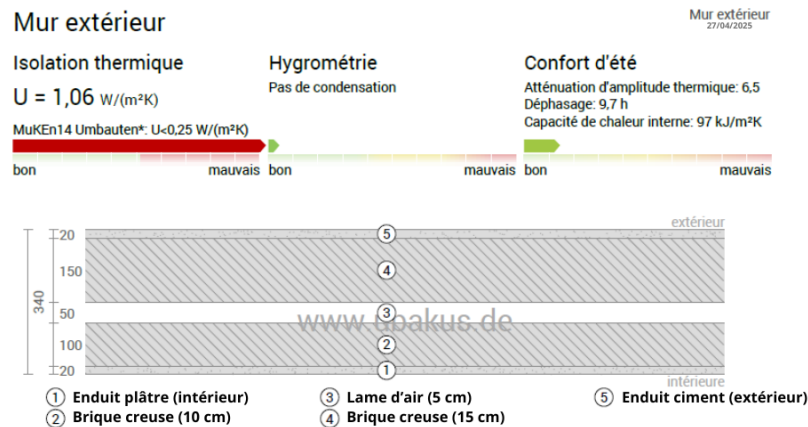 Mur extérieur
Mur extérieur
27/04/2025
Isolation thermique
U = 1,06 W/(m²K)
MuKEn14 Umbauten*: U<0,25 W/(m²K)
bon mauvais
Hygrométrie
Pas de condensation
bon mauvais
Confort d'été
Atténuation d'amplitude thermique: 6,5
Déphasage: 9,7 h
Capacité de chaleur interne: 97 kJ/m²K
mauvais
extérieur
340
20
150
50
100
20
5
4
3
2
1
www.ubakus.de
intérieure
1 Enduit plâtre (intérieur)
2 Brique creuse (10 cm)
3 Lame d'air (5 cm)
4 Brique creuse (15 cm)
5 Enduit ciment (extérieur)